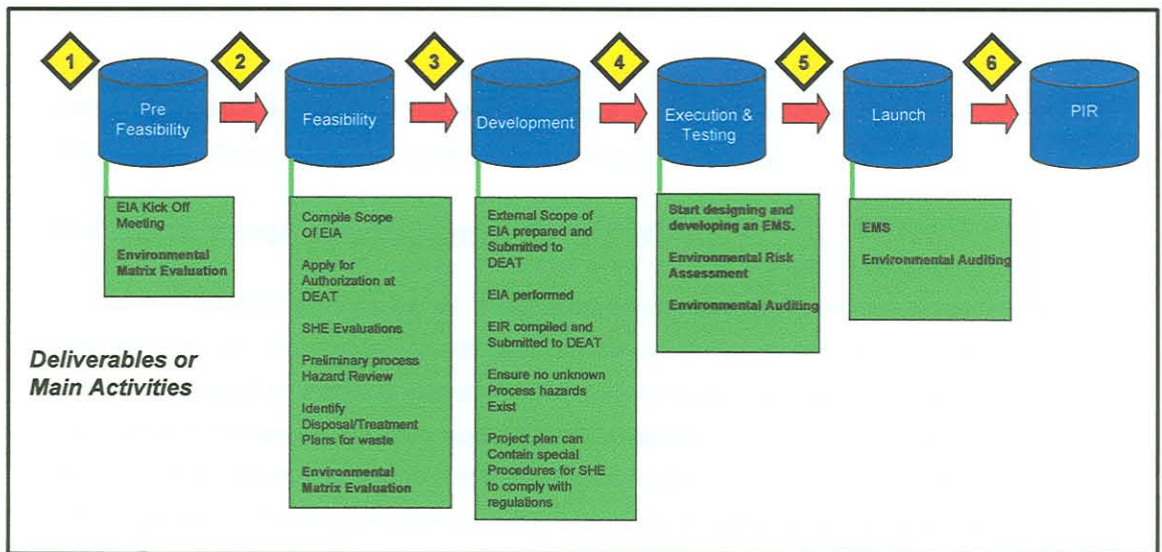 1
2
3
4
5
6
Pre
Feasibility
Feasibility
Development
Execution &
Testing
Launch
PIR
Deliverables or
Main Activities
EIA Kick Off
Meeting
Environmental
Matrix Evaluation
Compile Scope
Of EIA
Apply for
Authorization at
DEAT
SHE Evaluations
Preliminary process
Hazard Review
Identify
Disposal/Treatment
Plans for waste
Environmental
Matrix Evaluation
External Scope of
EIA prepared and
Submitted to
DEAT
EIA performed
EIR compiled and
Submitted to DEAT
Ensure no unknown
Process hazards
Exist
Project plan can
Contain special
Procedures for SHE
to comply with
regulations
Start designing and
developing an EMS.
Environmental Risk
Assessment
Environmental Auditing
EMS
Environmental Auditing